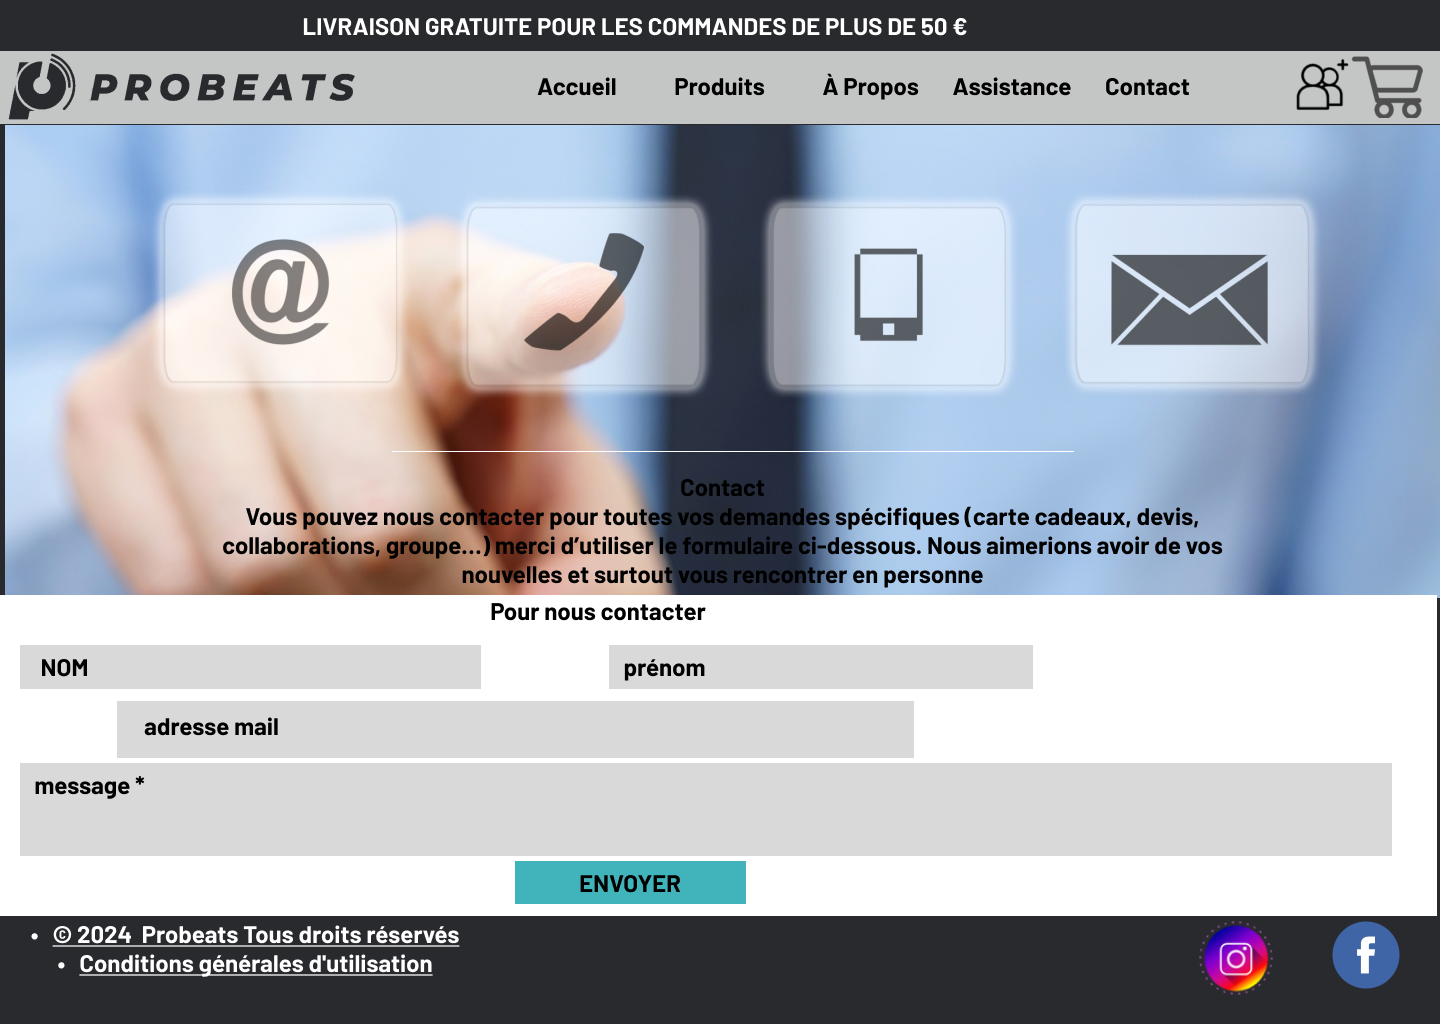 LIVRAISON GRATUITE POUR LES COMMANDES DE PLUS DE 50 €
PROBEATS
Accueil Produits À Propos Assistance Contact
@
Contact
Vous pouvez nous contacter pour toutes vos demandes spécifiques (carte cadeaux, devis,
collaborations, groupe...) merci d’utiliser le formulaire ci-dessous. Nous aimerions avoir de vos
nouvelles et surtout vous rencontrer en personne
Pour nous contacter
NOM prénom
adresse mail
message *
ENVOYER
• © 2024 Probeats Tous droits réservés
• Conditions générales d'utilisation